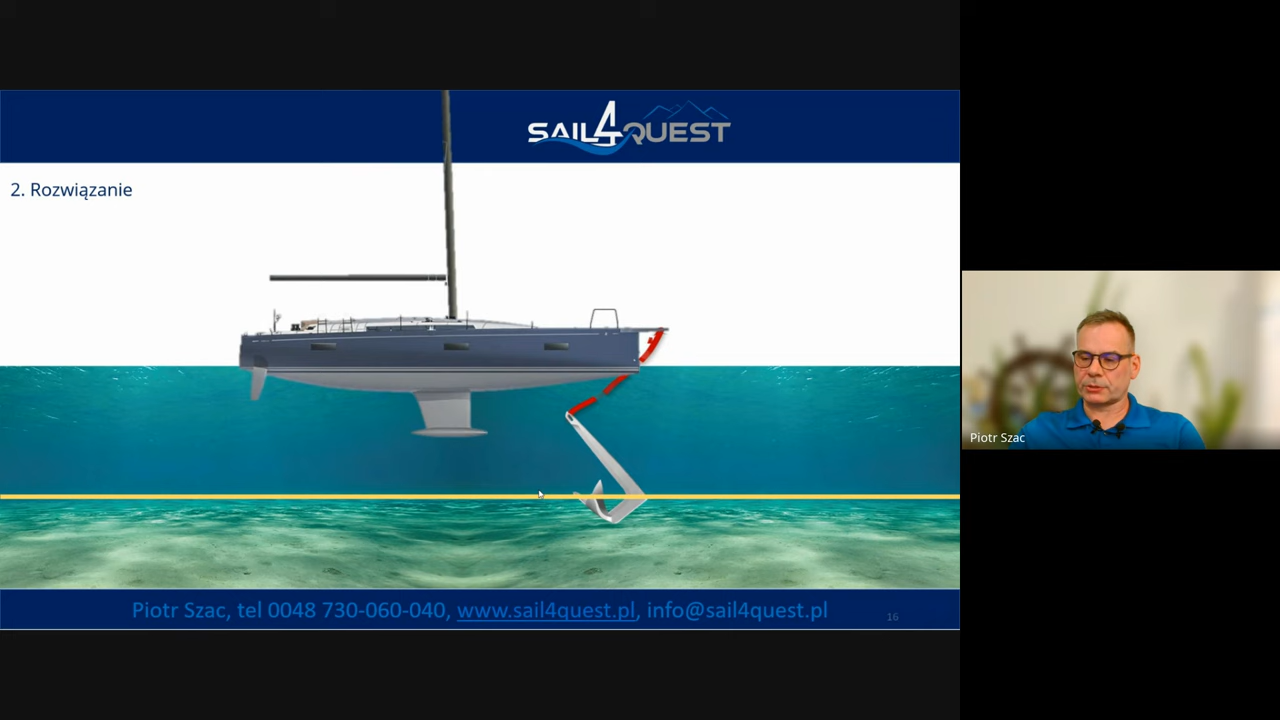 SAIL4QUEST
2. Rozwiązanie
Piotr Szac
Piotr Szac, tel 0048 730-060-040, www.sail4quest.pl, info@sail4quest.pl
16